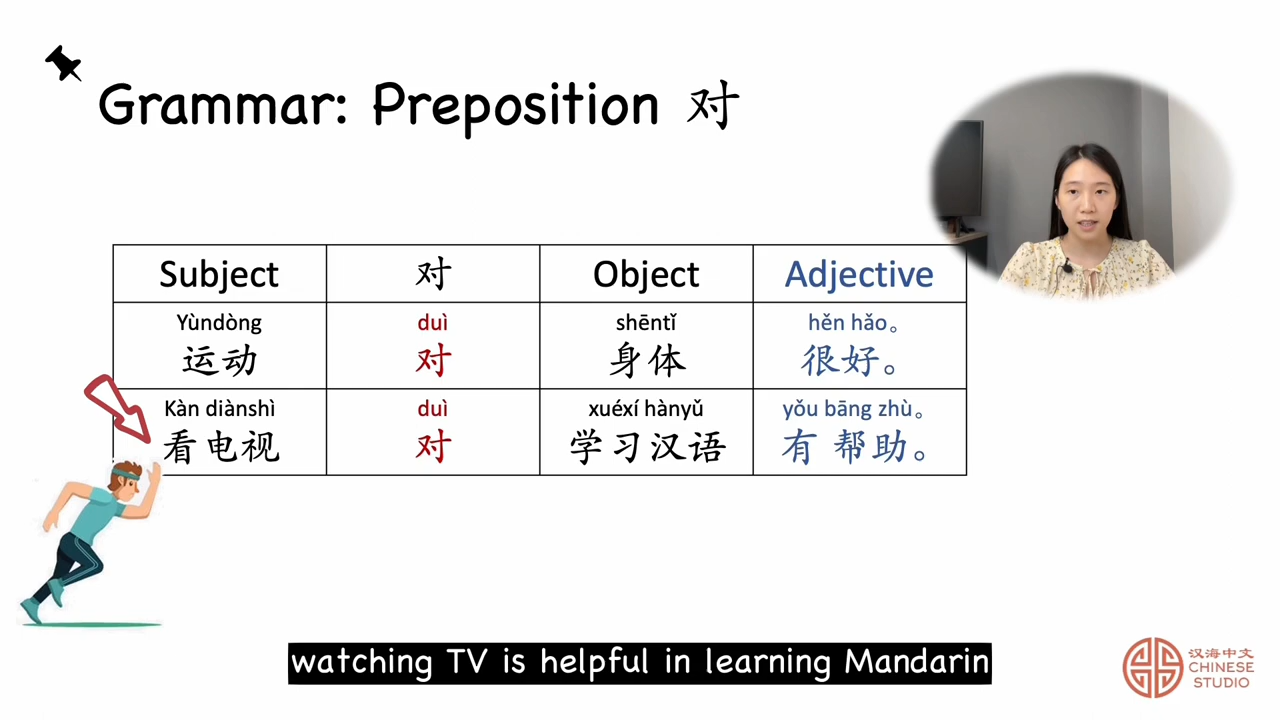 Grammar: Preposition 对
Subject 对 Object Adjective
Yùndòng duì shēntǐ hěn hǎo。
运动 对 身体 很好。
Kàn diànshì duì xuéxí hànyǔ yǒu bāng zhù。
看电视 对 学习汉语 有 帮助。
watching TV is helpful in learning Mandarin
汉海中文
CHINESE
STUDIO